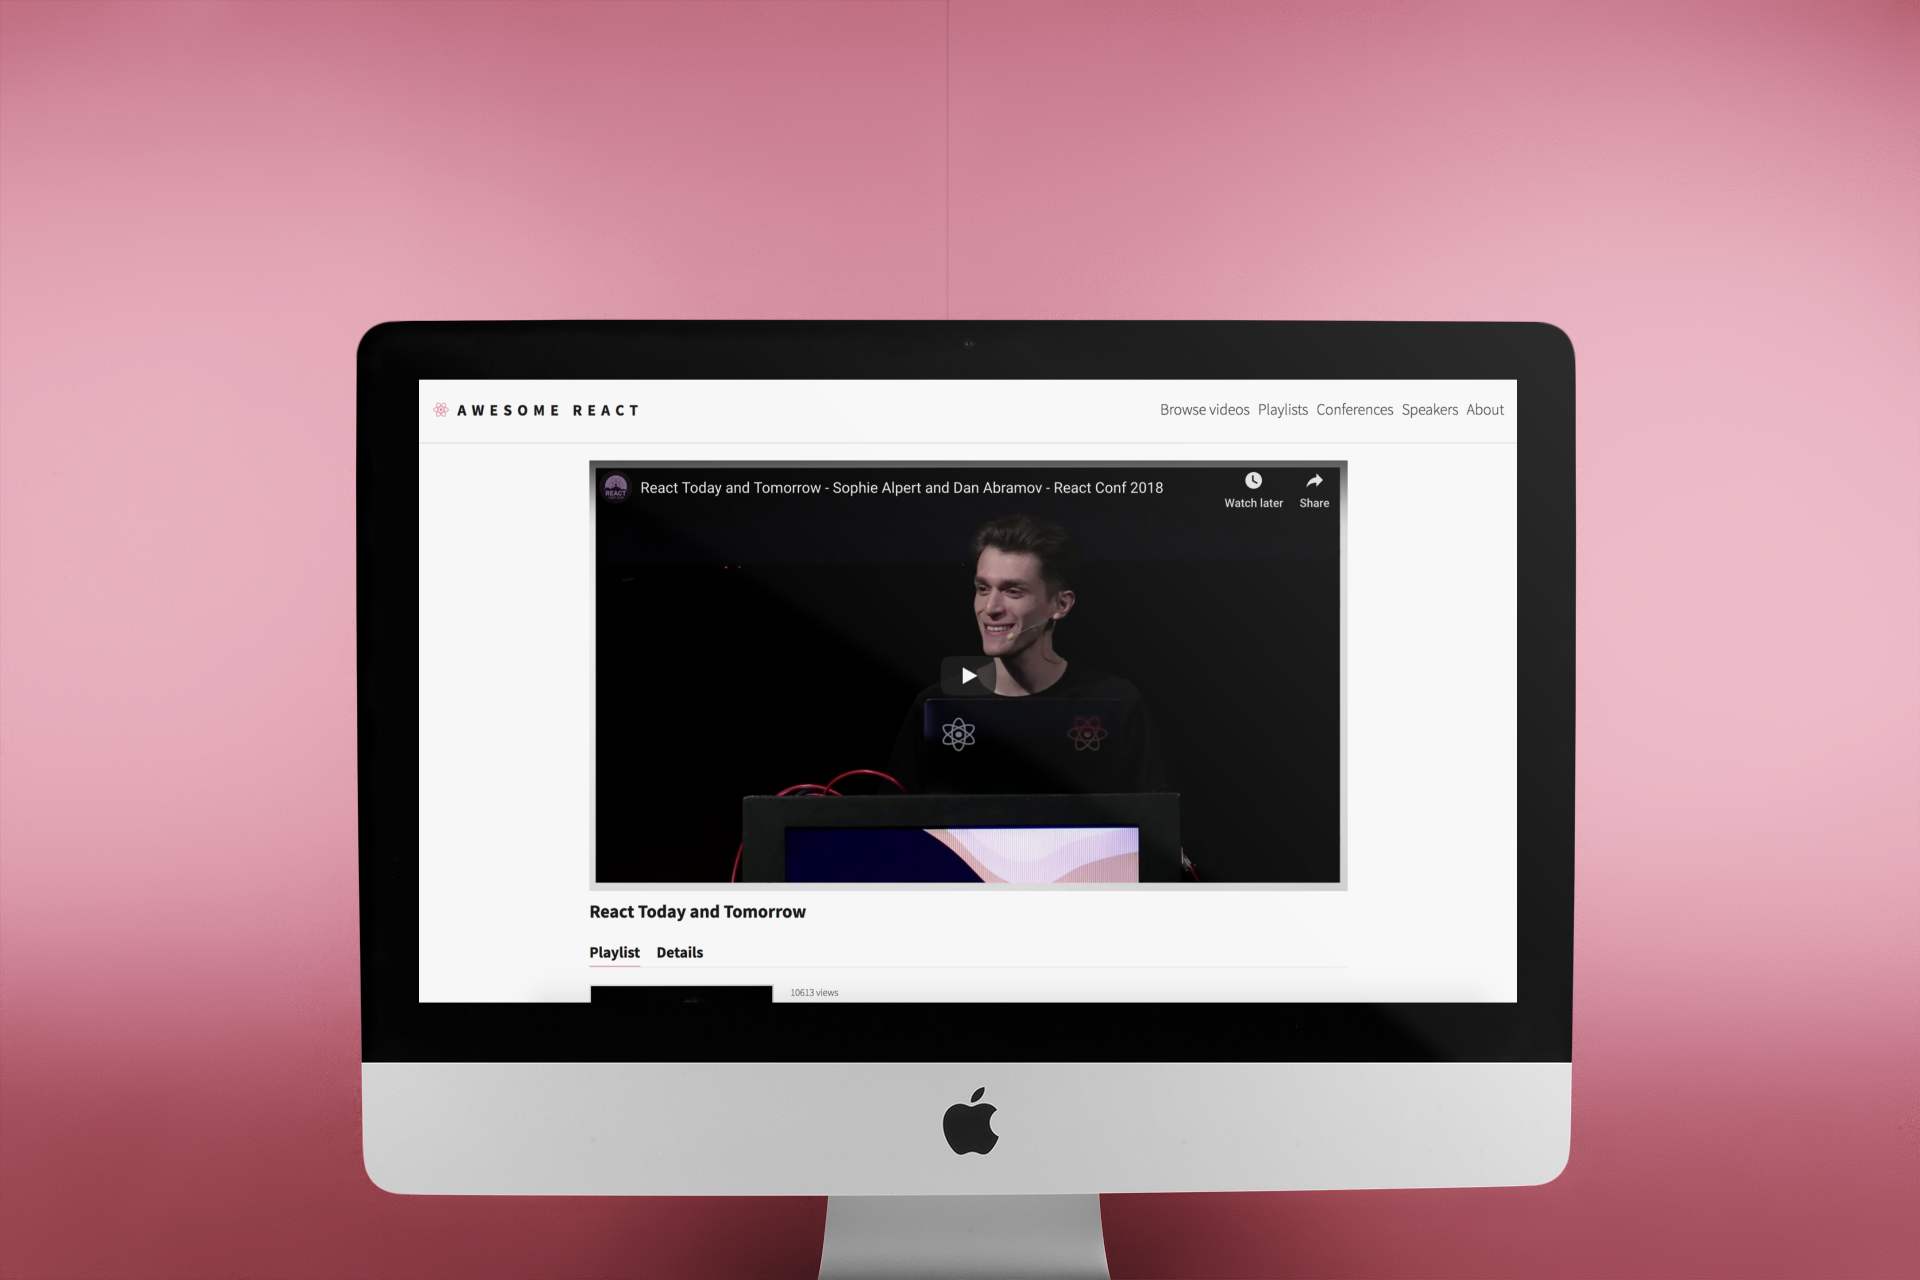 AWESOME REACT
Browse videos Playlists Conferences Speakers About
REACT
React Today and Tomorrow - Sophie Alpert and Dan Abramov - React Conf 2018
Watch later Share
React Today and Tomorrow
Playlist Details
10613 views